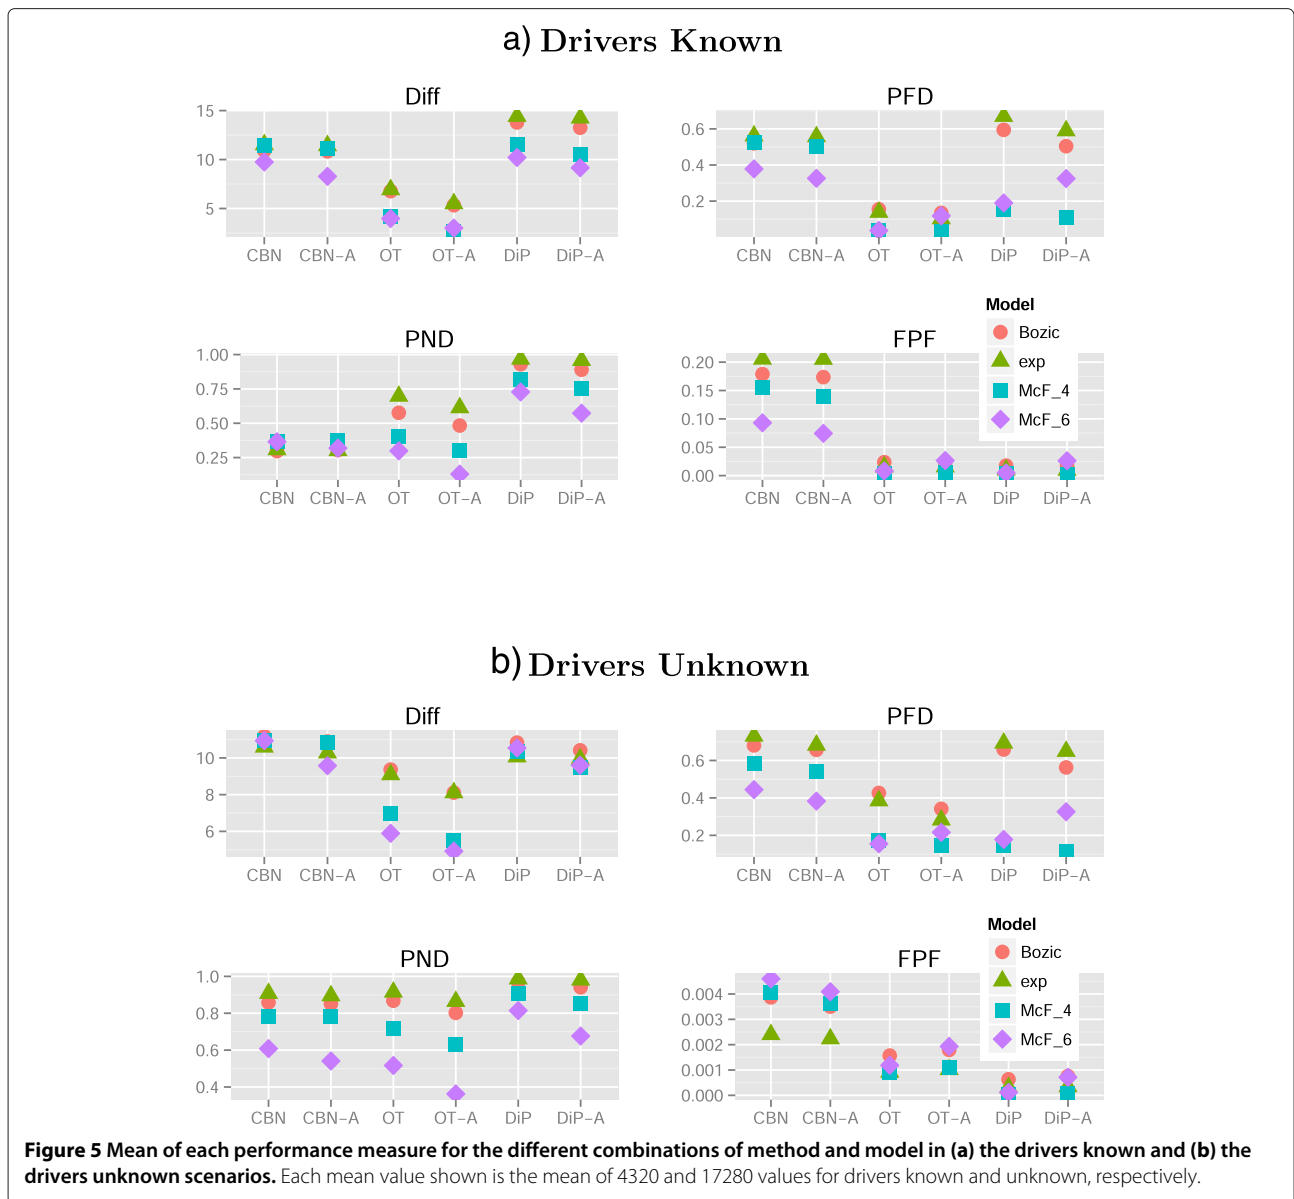 a) Drivers Known
Diff
15
10
5
CBN CBN-A OT OT-A DiP DiP-A
PFD
0.6
0.4
0.2
CBN CBN-A OT OT-A DiP DiP-A
PND
1.00
0.75
0.50
0.25
CBN CBN-A OT OT-A DiP DiP-A
FPF
0.20
0.15
0.10
0.05
0.00
CBN CBN-A OT OT-A DiP DiP-A
Model
Bozic
exp
McF_4
McF_6
b) Drivers Unknown
Diff
10
8
6
CBN CBN-A OT OT-A DiP DiP-A
PFD
0.6
0.4
0.2
CBN CBN-A OT OT-A DiP DiP-A
PND
1.0
0.8
0.6
0.4
CBN CBN-A OT OT-A DiP DiP-A
FPF
0.004
0.003
0.002
0.001
0.000
CBN CBN-A OT OT-A DiP DiP-A
Model
Bozic
exp
McF_4
McF_6
Figure 5 Mean of each performance measure for the different combinations of method and model in (a) the drivers known and (b) the
drivers unknown scenarios. Each mean value shown is the mean of 4320 and 17280 values for drivers known and unknown, respectively.